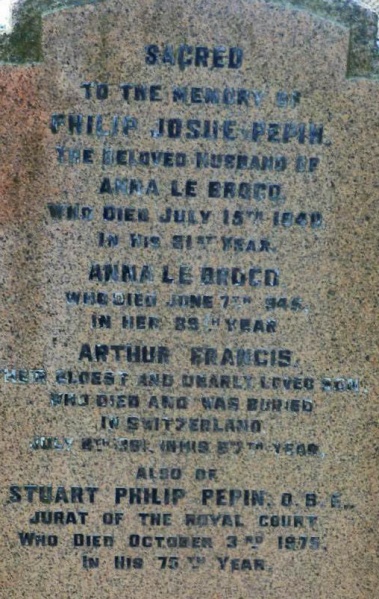 SACRED
TO THE MEMORY OF
PHILIP JOSUE PEPIN.
THE BELOVED HUSBAND OF
ANNA LE BROCQ.
WHO DIED JULY 15TH 1940
IN HIS 81ST YEAR.
ANNA LE BROCQ
WHO DIED JUNE 7TH 1945.
IN HER YEAR
ARTHUR FRANCIS.
ELDEST AND DEARLY LOVED SON.
WHO DIED AND WAS BURIED
IN SWITZERLAND
JULY IN HIS 57TH YEAR.
ALSO OF
STUART PHILIP PEPIN. O.B.E.,
JURAT OF THE ROYAL COURT
WHO DIED OCTOBER 3RD 1975.
IN HIS 75TH YEAR.